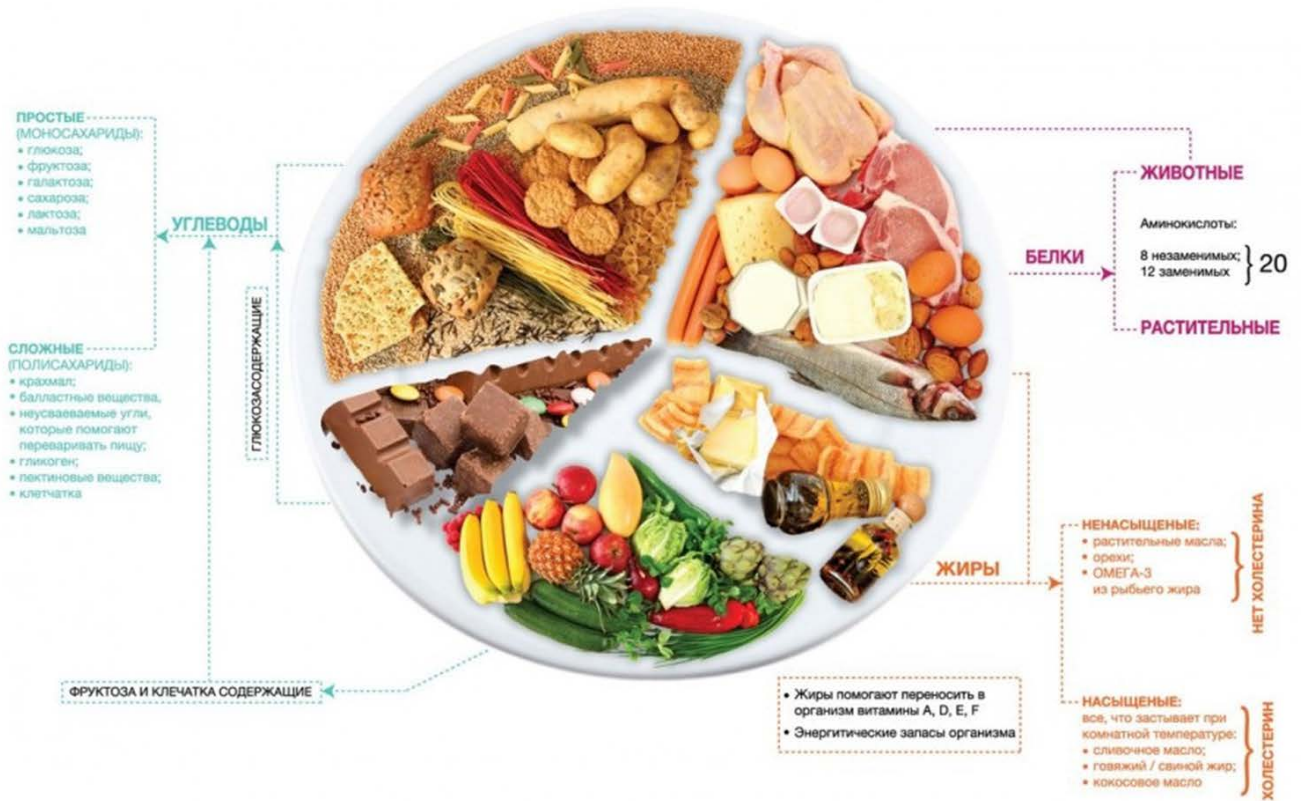 ПРОСТЫЕ
(МОНОСАХАРИДЫ):
• глюкоза;
• фруктоза;
• галактоза;
• сахароза;
• лактоза;
• мальтоза
УГЛЕВОДЫ
СЛОЖНЫЕ
(ПОЛИСАХАРИДЫ):
• крахмал;
• балластные вещества,
• неусваеваемые угли,
которые помогают
переваривать пищу;
• гликоген;
• пектиновые вещества;
• клетчатка
ГЛЮКОЗАСОДЕРЖАЩИЕ
ФРУКТОЗА И КЛЕЧАТКА СОДЕРЖАЩИЕ
БЕЛКИ
ЖИВОТНЫЕ
Аминокислоты:
8 незаменимых;
12 заменимых
20
РАСТИТЕЛЬНЫЕ
ЖИРЫ
НЕНАСЫЩЕНЫЕ:
• растительные масла;
• орехи;
• ОМЕГА-3
из рыбьего жира
НЕТ ХОЛЕСТЕРИНА
НАСЫЩЕНЫЕ:
все, что застывает при
комнатной температуре:
• сливочное масло;
• говяжий / свиной жир;
• кокосовое масло
ХОЛЕСТЕРИН
• Жиры помогают переносить в
организм витамины A, D, E, F
• Энергитические запасы организма